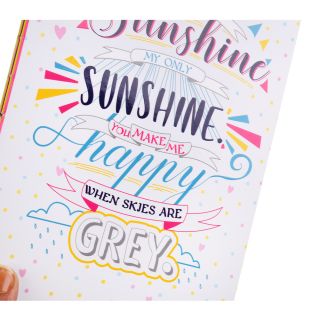 Sunshine
MY ONLY
SUNSHINE.
YOU MAKE ME
happy
WHEN SKIES ARE
GREY.